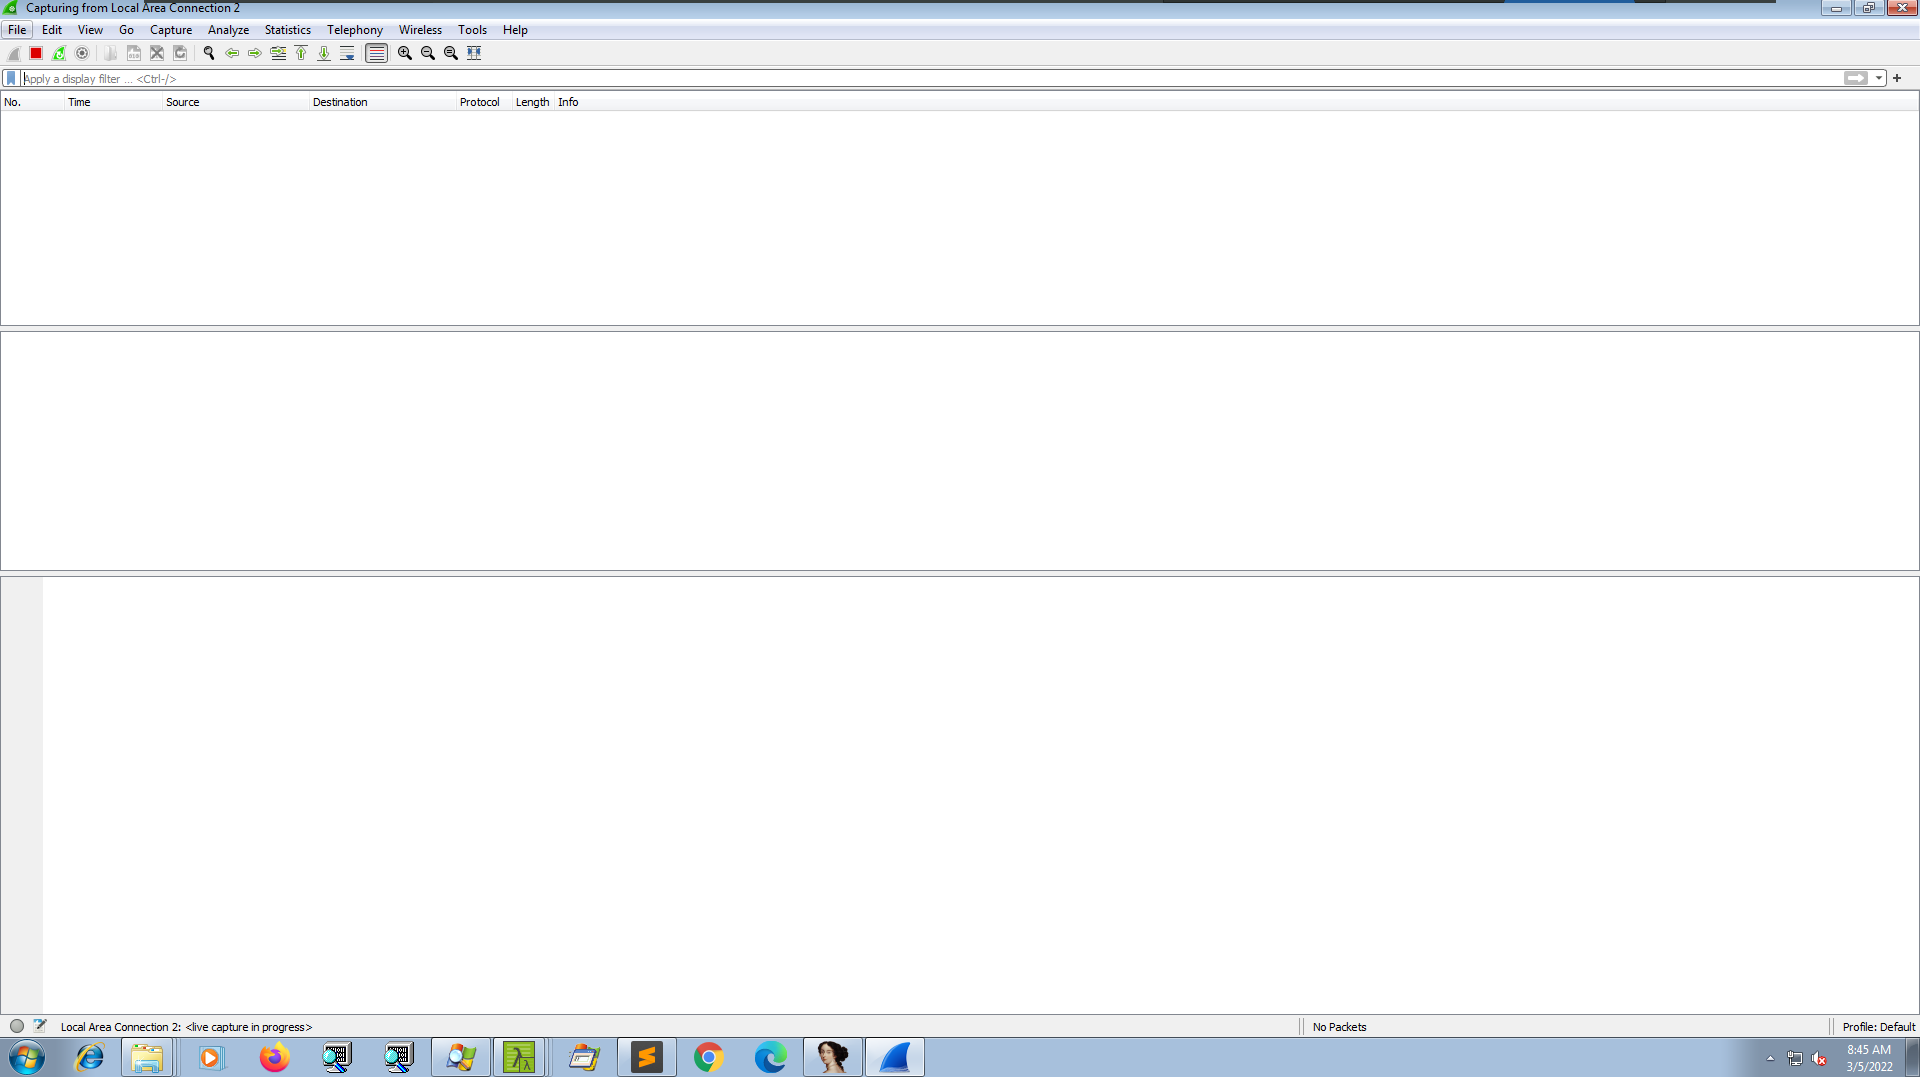 Capturing from Local Area Connection 2
File Edit View Go Capture Analyze Statistics Telephony Wireless Tools Help
Apply a display filter ... <Ctrl-/>
No. Time Source Destination Protocol Length Info
Local Area Connection 2: <live capture in progress> No Packets Profile: Default
8:45 AM
3/5/2022